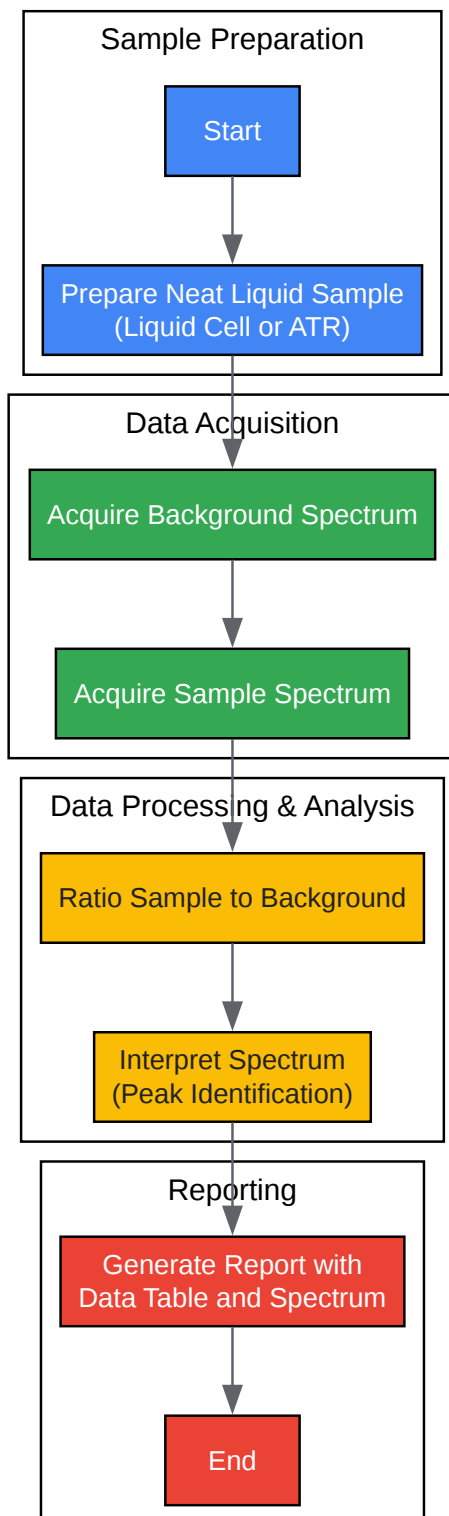 Sample Preparation
Start
Prepare Neat Liquid Sample
(Liquid Cell or ATR)
Data Acquisition
Acquire Background Spectrum
Acquire Sample Spectrum
Data Processing & Analysis
Ratio Sample to Background
Interpret Spectrum
(Peak Identification)
Reporting
Generate Report with
Data Table and Spectrum
End